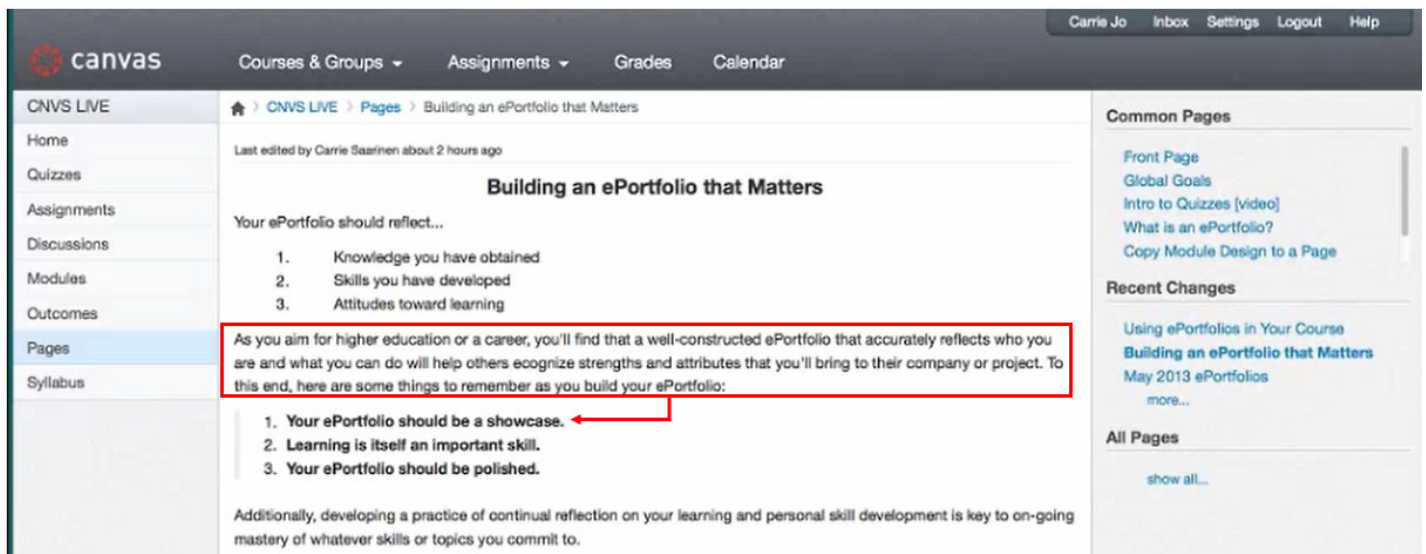 Carrie Jo Inbox Settings Logout Help
canvas Courses & Groups Assignments Grades Calendar
CNVS LIVE
Home
Quizzes
Assignments
Discussions
Modules
Outcomes
Pages
Syllabus
CNVS LIVE > Pages > Building an ePortfolio that Matters
Last edited by Carrie Saarinen about 2 hours ago
Building an ePortfolio that Matters
Your ePortfolio should reflect...
1. Knowledge you have obtained
2. Skills you have developed
3. Attitudes toward learning
As you aim for higher education or a career, you'll find that a well-constructed ePortfolio that accurately reflects who you
are and what you can do will help others ecognize strengths and attributes that you'll bring to their company or project. To
this end, here are some things to remember as you build your ePortfolio:
1. Your ePortfolio should be a showcase.
2. Learning is itself an important skill.
3. Your ePortfolio should be polished.
Additionally, developing a practice of continual reflection on your learning and personal skill development is key to on-going
mastery of whatever skills or topics you commit to.
Common Pages
Front Page
Global Goals
Intro to Quizzes [video]
What is an ePortfolio?
Copy Module Design to a Page
Recent Changes
Using ePortfolios in Your Course
Building an ePortfolio that Matters
May 2013 ePortfolios
more...
All Pages
show all...